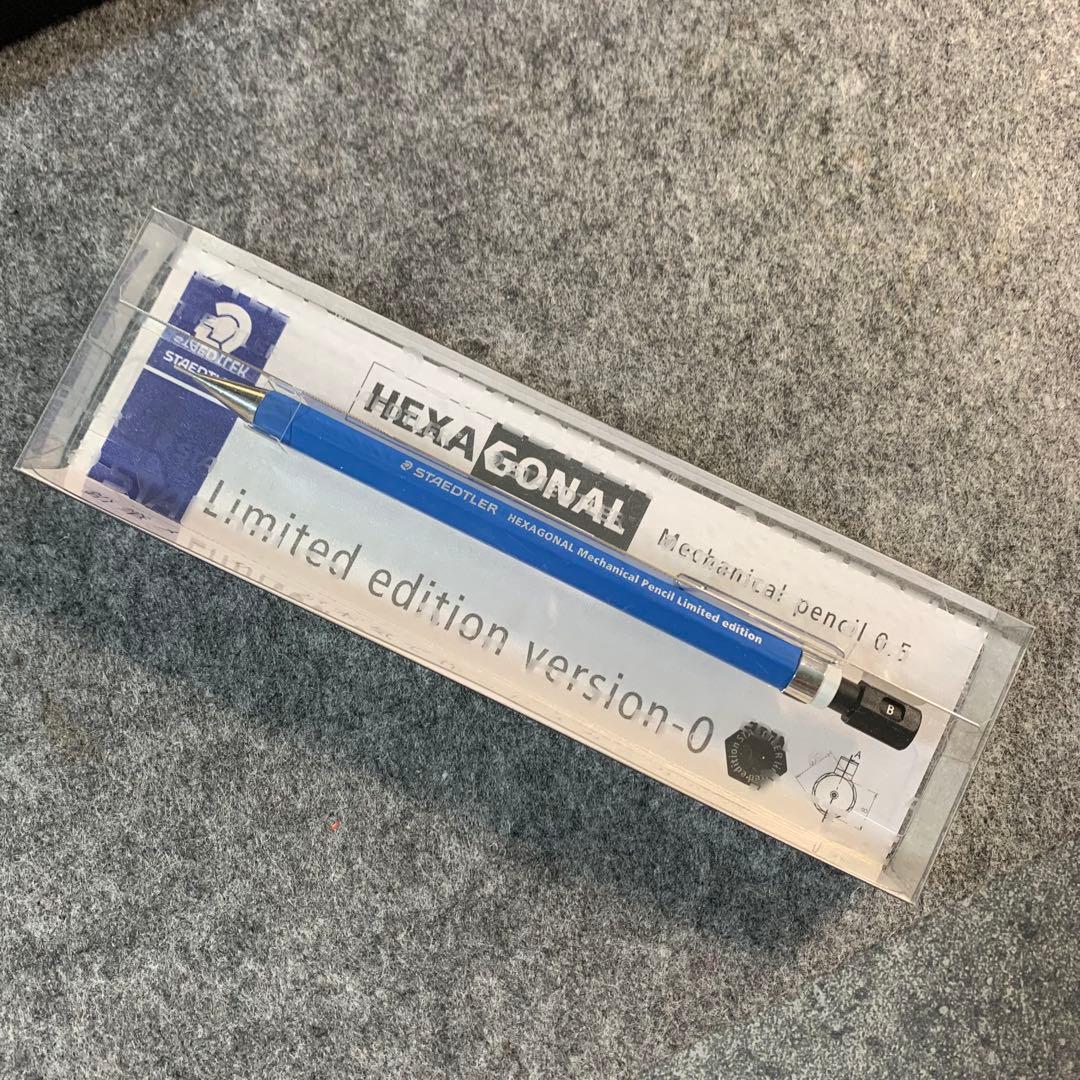 STAEDTLER
HEXAGONAL
Mechanical pencil 0.5
STAEDTLER HEXAGONAL Mechanical Pencil Limited edition
B
Limited edition version-0
A